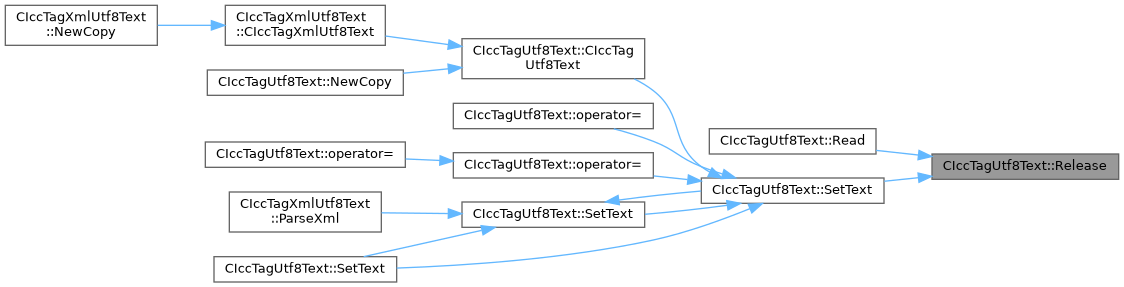 CIccTagXmlUtf8Text
::NewCopy
CIccTagXmlUtf8Text
::CIccTagXmlUtf8Text
CIccTagUtf8Text::CIccTag
Utf8Text
CIccTagUtf8Text::NewCopy
CIccTagUtf8Text::operator=
CIccTagUtf8Text::Read
CIccTagUtf8Text::operator=
CIccTagUtf8Text::operator=
CIccTagUtf8Text::Release
CIccTagUtf8Text::SetText
CIccTagXmlUtf8Text
::ParseXml
CIccTagUtf8Text::SetText
CIccTagUtf8Text::SetText